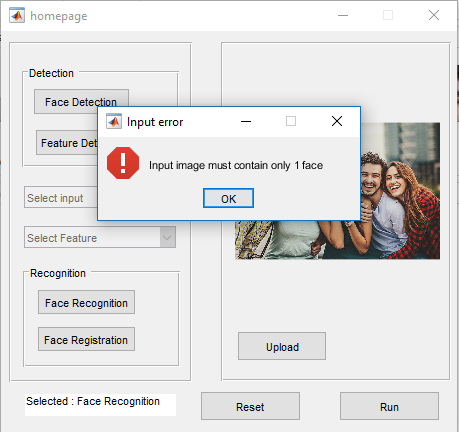 homepage
Detection
Face Detection
Feature Det
Select input
Select Feature
Recognition
Face Recognition
Face Registration
Selected : Face Recognition
Input error
Input image must contain only 1 face
OK
Upload
Reset
Run